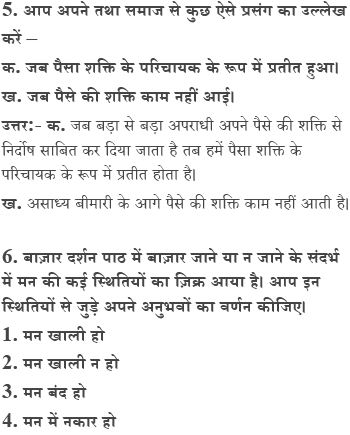 5. आप अपने तथा समाज से कुछ ऐसे प्रसंग का उल्लेख
करें –
क. जब पैसा शक्ति के परिचायक के रूप में प्रतीत हुआ।
ख. जब पैसे की शक्ति काम नहीं आई।
उत्तर:- क. जब बड़ा से बड़ा अपराधी अपने पैसे की शक्ति से
निर्दोष साबित कर दिया जाता है तब हमें पैसा शक्ति के
परिचायक के रूप में प्रतीत होता है।
ख. असाध्य बीमारी के आगे पैसे की शक्ति काम नहीं आती है।
6. बाज़ार दर्शन पाठ में बाज़ार जाने या न जाने के संदर्भ
में मन की कई स्थितियों का ज़िक्र आया है। आप इन
स्थितियों से जुड़े अपने अनुभवों का वर्णन कीजिए।
1. मन खाली हो
2. मन खाली न हो
3. मन बंद हो
4. मन में नकार हो